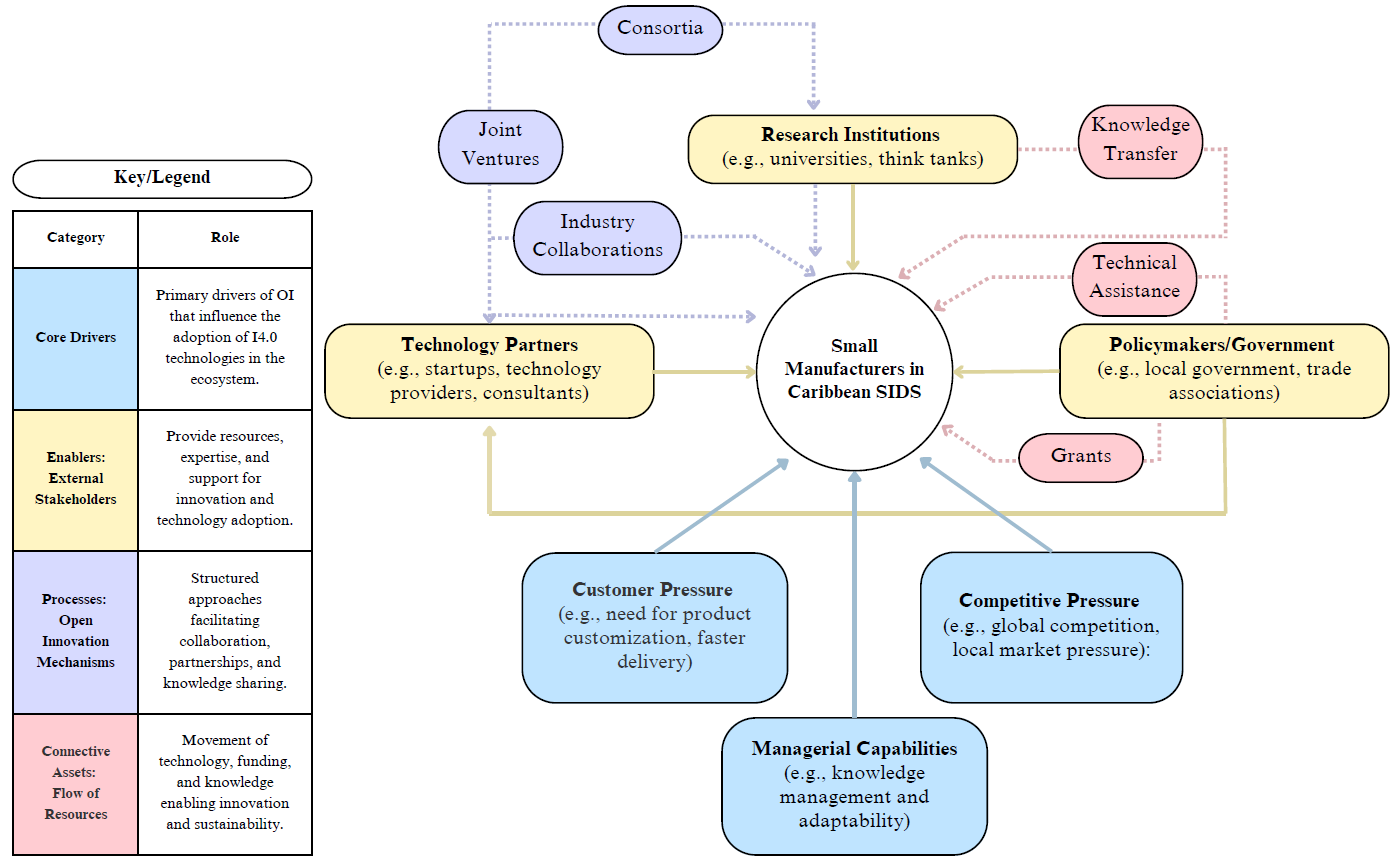 Consortia
Joint
Ventures
Research Institutions
(e.g., universities, think tanks)
Knowledge
Transfer
Industry
Collaborations
Technical
Assistance
Technology Partners
(e.g., startups, technology
providers, consultants)
Small
Manufacturers in
Caribbean SIDS
Policymakers/Government
(e.g., local government, trade
associations)
Grants
Customer Pressure
(e.g., need for product
customization, faster
delivery)
Competitive Pressure
(e.g., global competition,
local market pressure):
Managerial Capabilities
(e.g., knowledge
management and
adaptability)
Key/Legend
Category
Role
Core Drivers
Primary drivers of OI
that influence the
adoption of I4.0
technologies in the
ecosystem.
Enablers:
External
Stakeholders
Provide resources,
expertise, and
support for
innovation and
technology adoption.
Processes:
Open
Innovation
Mechanisms
Structured
approaches
facilitating
collaboration,
partnerships, and
knowledge sharing.
Connective
Assets:
Flow of
Resources
Movement of
technology, funding,
and knowledge
enabling innovation
and sustainability.